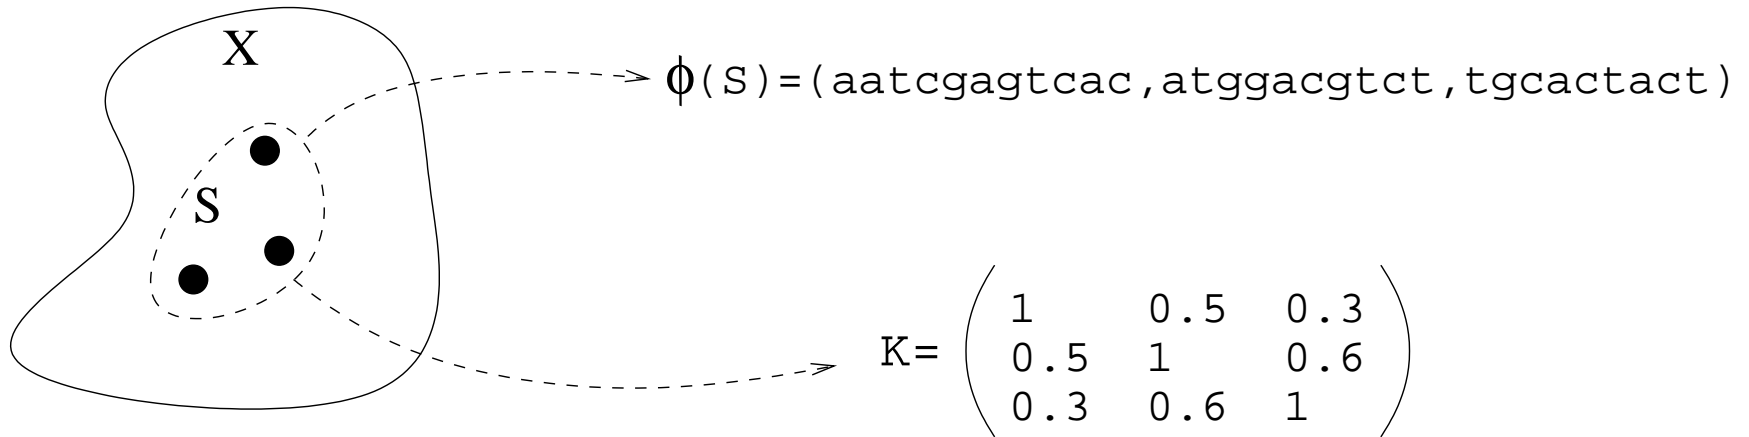 X
ϕ(S)=(aatcgagtcac,atggacgtct,tgcactact)
S
K= ( 1 0.5 0.3
0.5 1 0.6
0.3 0.6 1 )